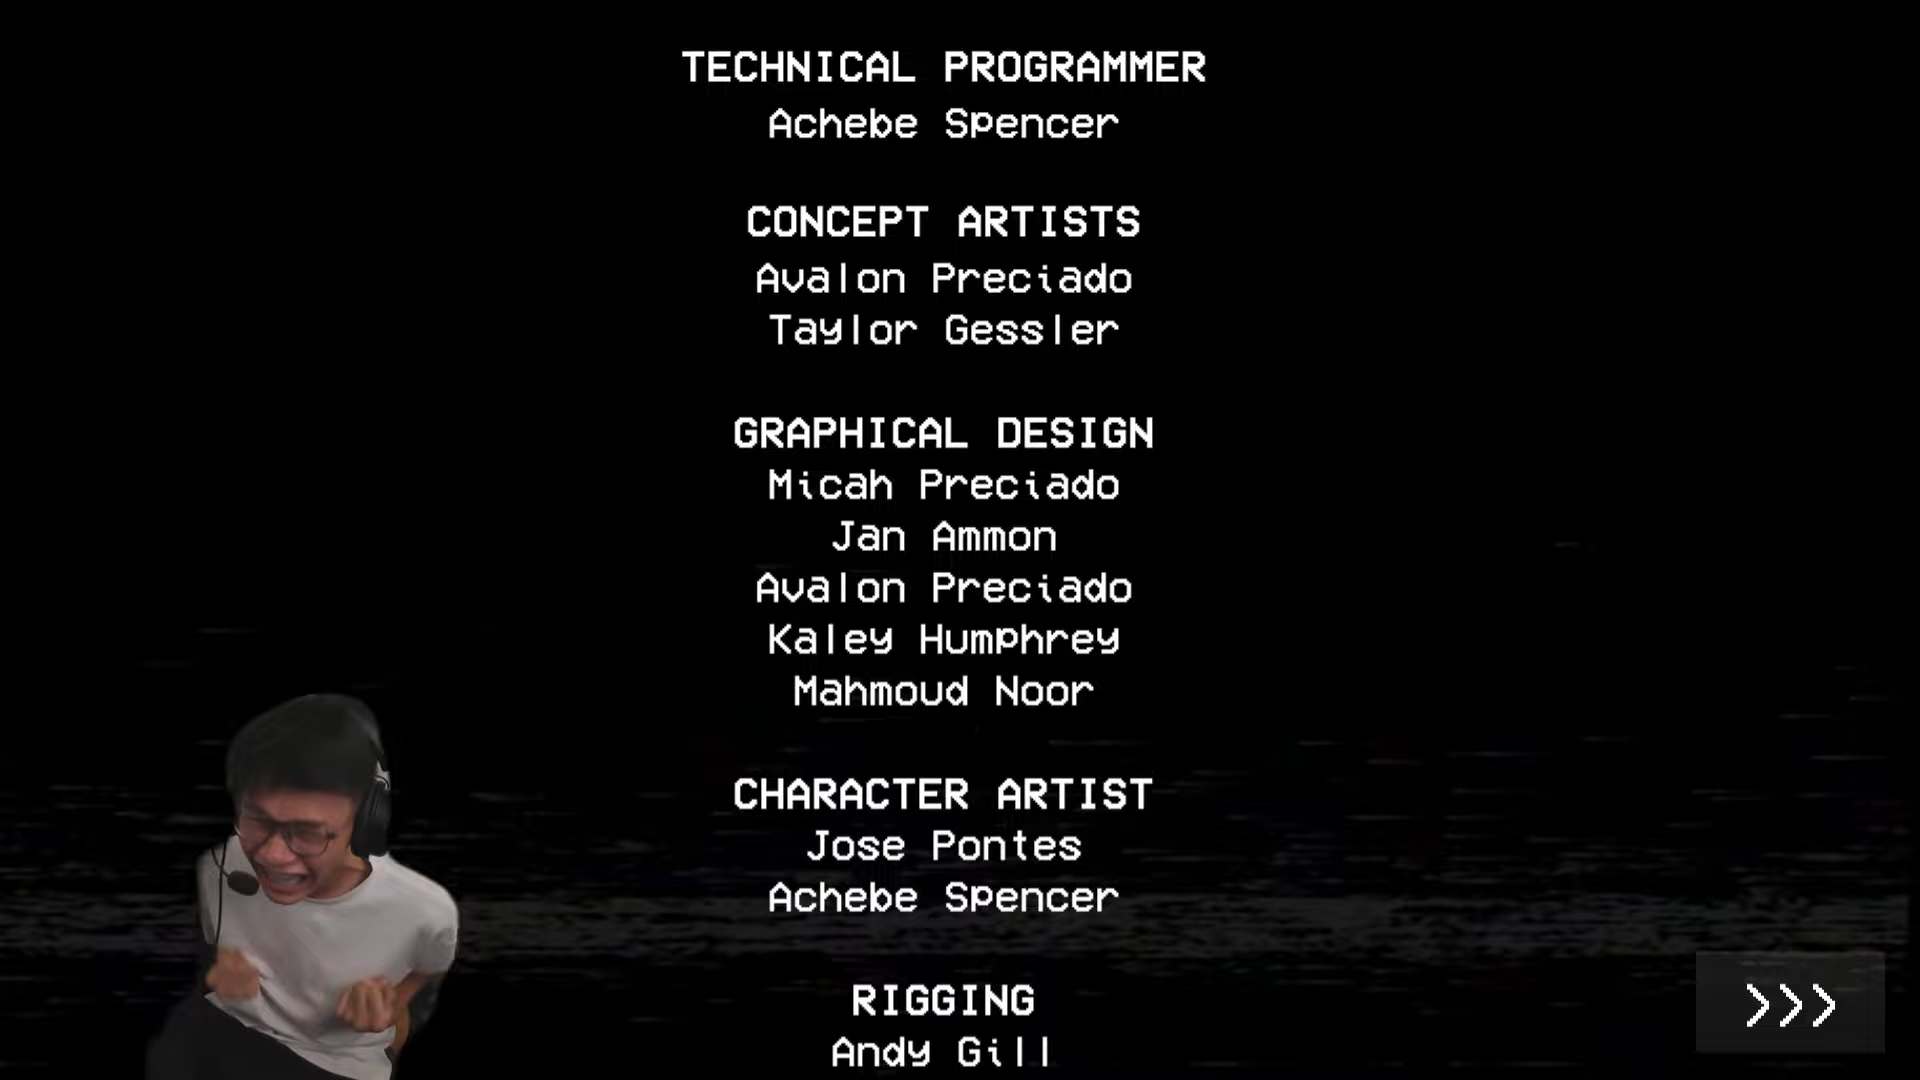 TECHNICAL PROGRAMMER
Achebe Spencer
CONCEPT ARTISTS
Avalon Preciado
Taylor Gessler
GRAPHICAL DESIGN
Micah Preciado
Jan Ammon
Avalon Preciado
Kaley Humphrey
Mahmoud Noor
CHARACTER ARTIST
Jose Pontes
Achebe Spencer
RIGGING
Andy Gill
>>>